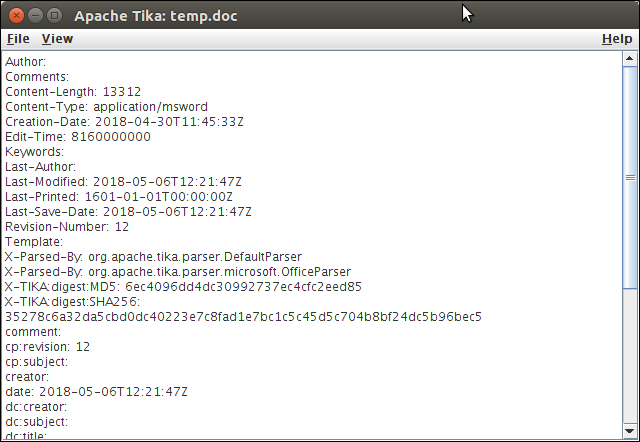 Apache Tika: temp.doc
File View Help
Author:
Comments:
Content-Length: 13312
Content-Type: application/msword
Creation-Date: 2018-04-30T11:45:33Z
Edit-Time: 8160000000
Keywords:
Last-Author:
Last-Modified: 2018-05-06T12:21:47Z
Last-Printed: 1601-01-01T00:00:00Z
Last-Save-Date: 2018-05-06T12:21:47Z
Revision-Number: 12
Template:
X-Parsed-By: org.apache.tika.parser.DefaultParser
X-Parsed-By: org.apache.tika.parser.microsoft.OfficeParser
X-TIKA:digest:MD5: 6ec4096dd4dc30992737ec4cfc2eed85
X-TIKA:digest:SHA256:
35278c6a32da5cbd0dc40223e7c8fad1e7bc1c5c45d5c704b8bf24dc5b96bec5
comment:
cp:revision: 12
cp:subject:
creator:
date: 2018-05-06T12:21:47Z
dc:creator:
dc:subject:
dc:title: